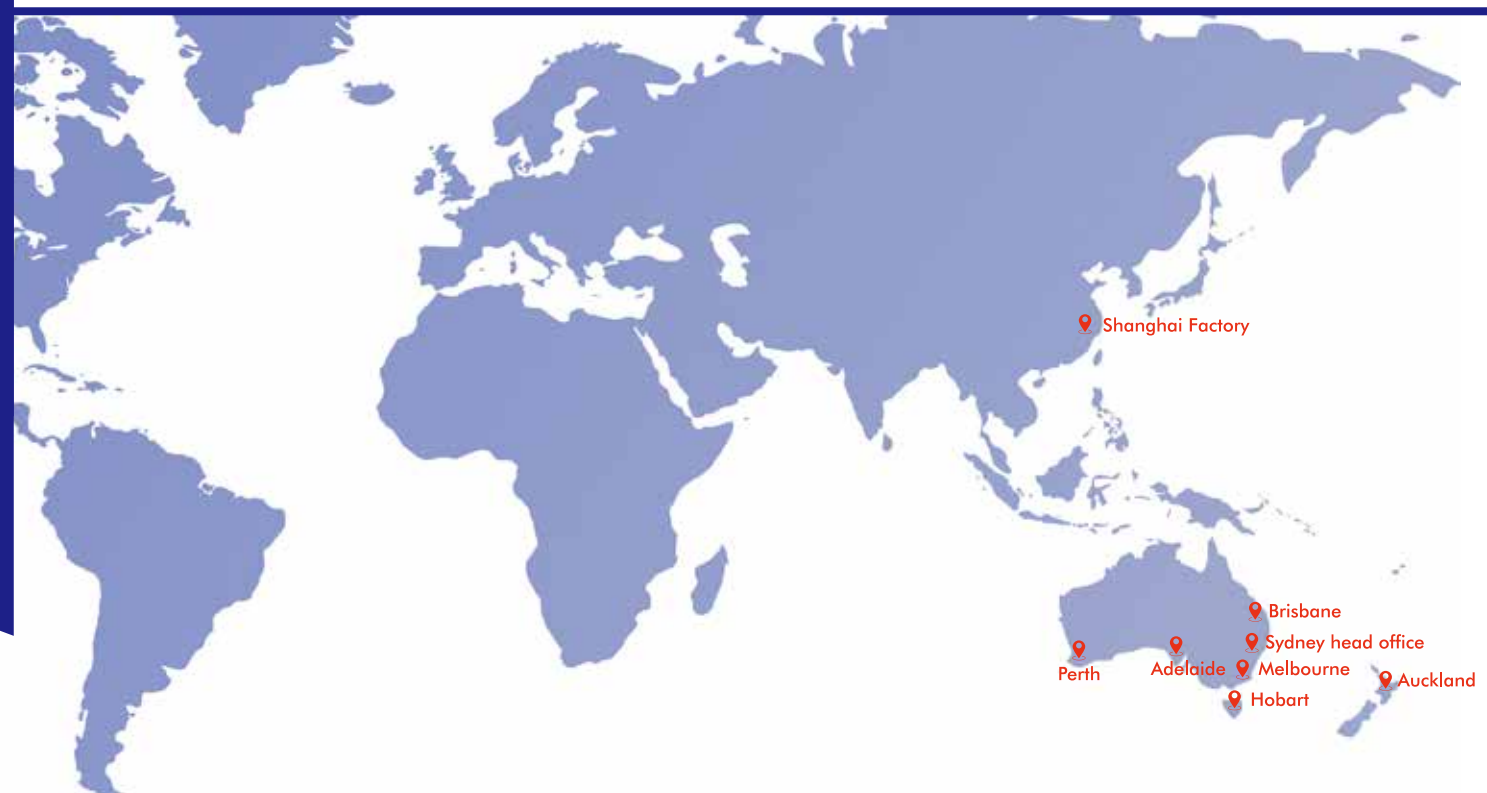 Shanghai Factory
Brisbane
Sydney head office
Perth
Adelaide
Melbourne
Auckland
Hobart